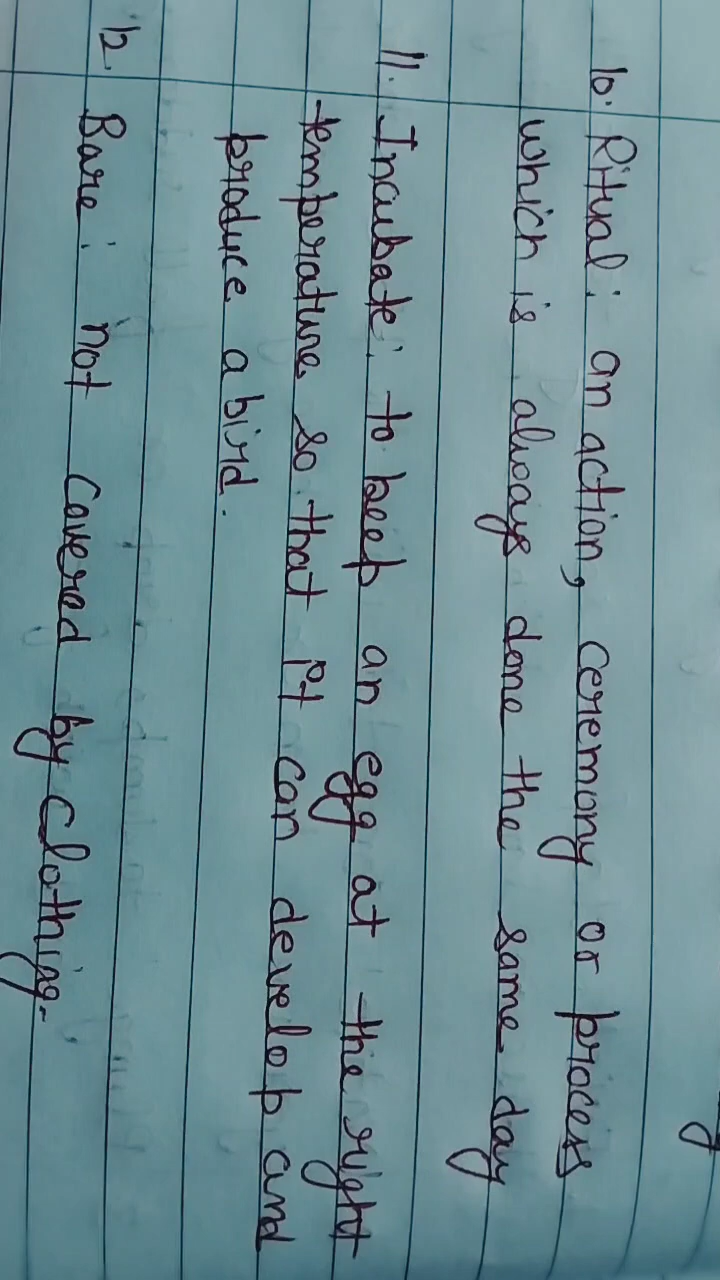 10. Ritual: an action, ceremony or process
which is always done the same day
11. Incubate: to keep an egg at the right
temperature so that it can develop and
produce a bird.
12. Bare: not covered by clothing.